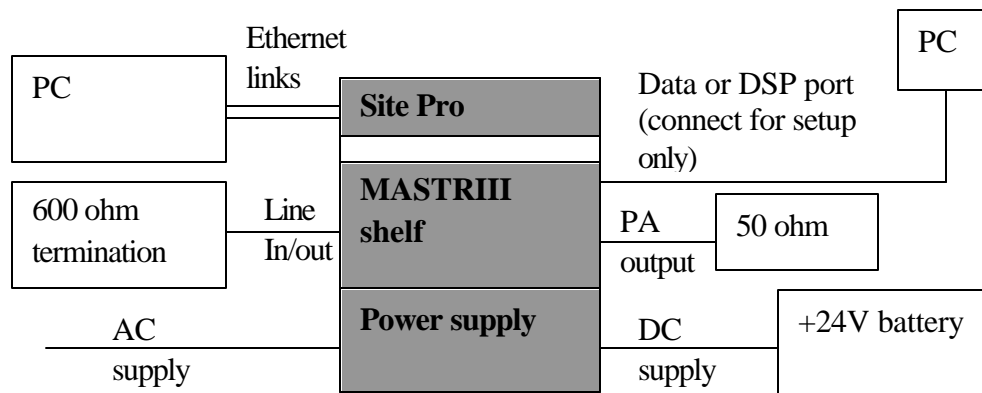 Ethernet
links
PC
PC
Site Pro
Data or DSP port
(connect for setup
only)
600 ohm
termination
Line
In/out
MASTRIII
shelf
PA
output
50 ohm
AC
supply
Power supply
DC
supply
+24V battery